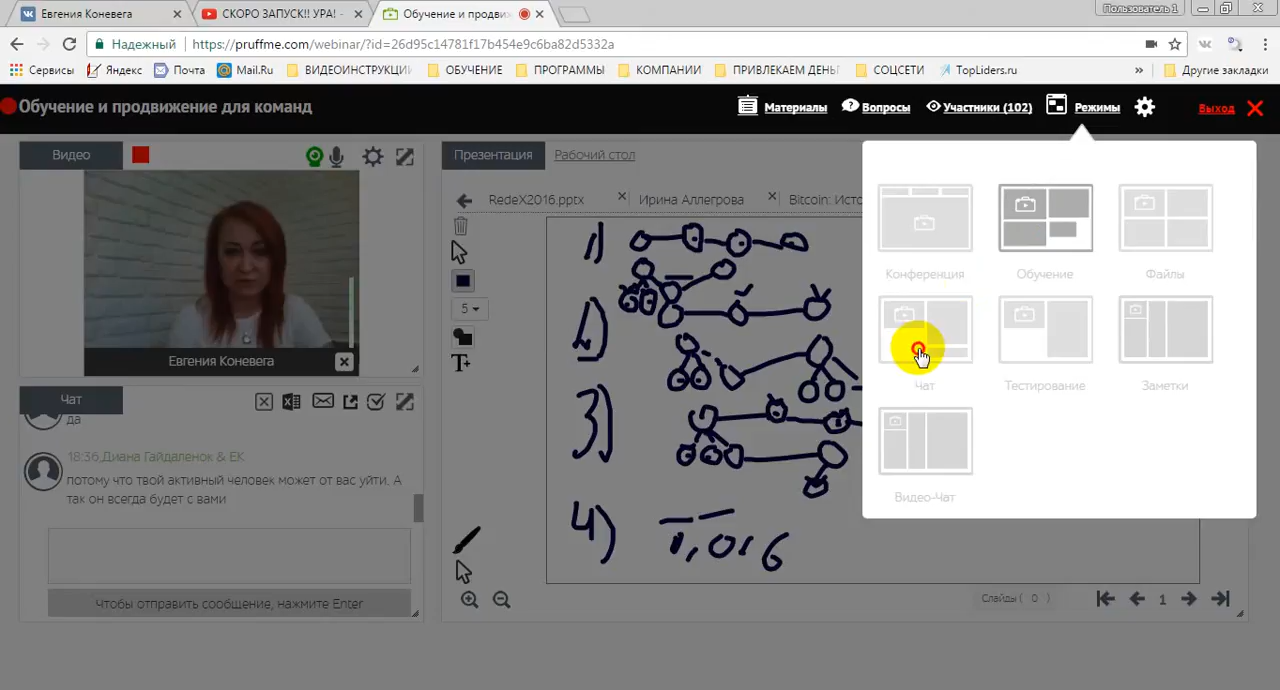 Евгения Коневега
СКОРО ЗАПУСК!! УРА! -
Обучение и продви
Пользователь 1
Надежный
https://pruffme.com/webinar/?id=26d95c14781f17b454e9c6ba82d5332a
Сервисы
Яндекс
Почта
Mail.Ru
ВИДЕОИНСТРУКЦИ
ОБУЧЕНИЕ
ПРОГРАММЫ
КОМПАНИИ
ПРИВЛЕКАЕМ ДЕНЬ
СОЦСЕТИ
TopLiders.ru
»
Другие закладки
Обучение и продвижение для команд
Материалы
Вопросы
Участники (102)
Режимы
Выход
Видео
Презентация
Рабочий стол
RedeX2016.pptx
Ирина Аллегрова
Bitcoin: Исто
1)
2)
3)
4) 1,016
5
T+
Евгения Коневега
Чат
да
18:36, Диана Гайдаленок & ЕК
потому что твой активный человек может от вас уйти. А
так он всегда будет с вами
Чтобы отправить сообщение, нажмите Enter
Слайды ( 0 )
1
Конференция
Обучение
Файлы
Чат
Тестирование
Заметки
Видео-Чат